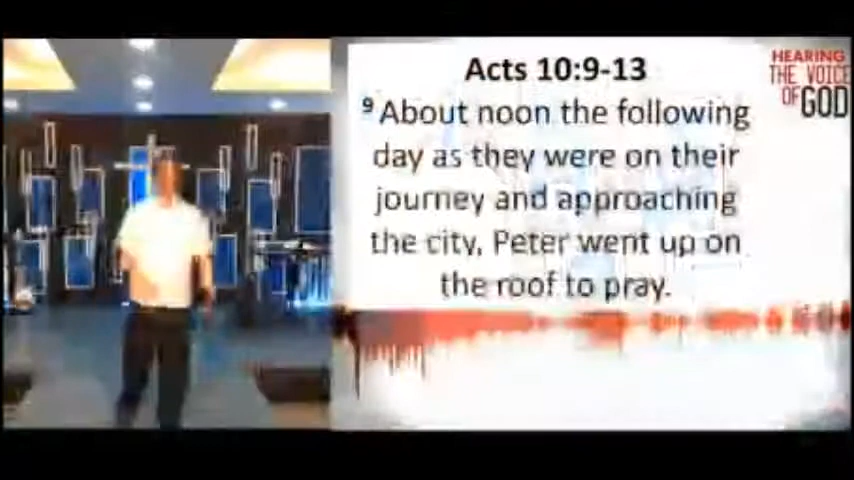 Acts 10:9-13
9 About noon the following
day as they were on their
journey and approaching
the city, Peter went up on
the roof to pray.
HEARING
THE VOICE
OF GOD